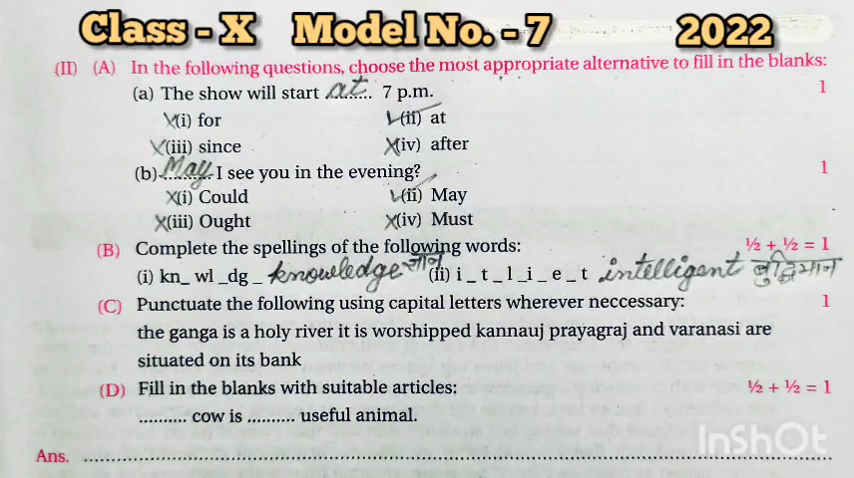 Class - X Model No. - 7 2022
(II) (A) In the following questions, choose the most appropriate alternative to fill in the blanks:
(a) The show will start ..at.... 7 p.m. 1
(i) for (ii) at
(iii) since (iv) after
(b) ..May.. I see you in the evening? 1
(i) Could (ii) May
(iii) Ought (iv) Must
(B) Complete the spellings of the following words: ½ + ½ = 1
(i) kn_ wl _dg _ knowledge (ii) i _ t _ l _ i _ e _ t intelligent बुद्धिमान
(C) Punctuate the following using capital letters wherever neccessary: 1
the ganga is a holy river it is worshipped kannauj prayagraj and varanasi are
situated on its bank
(D) Fill in the blanks with suitable articles: ½ + ½ = 1
.......... cow is .......... useful animal.
InShOt
Ans. ..........................................................................................